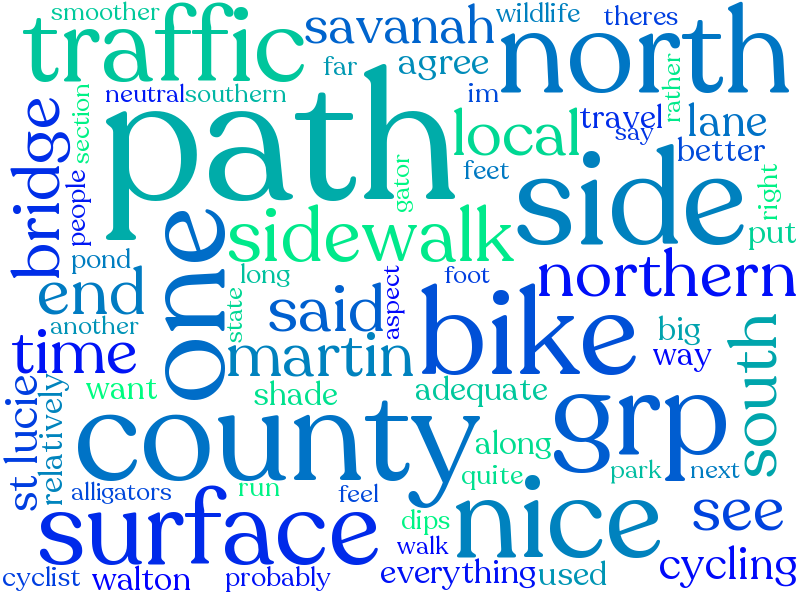 smoother
wildlife
theres
traffic
savanah
north
far
agree
rather
neutral
southern
im
path
section
bridge
local
travel
say
lane
better
people
gator
feet
side
right
one
sidewalk
put
pond
long
foot
northern
end
state
said
aspect
bike
another
big
time
martin
way
south
want
shade
adequate
grp
st lucie
relatively
county
along
quite
park
next
alligators
run
feel
nice
see
surface
dips
walk
cyclist
walton
probably
everything
used
cycling